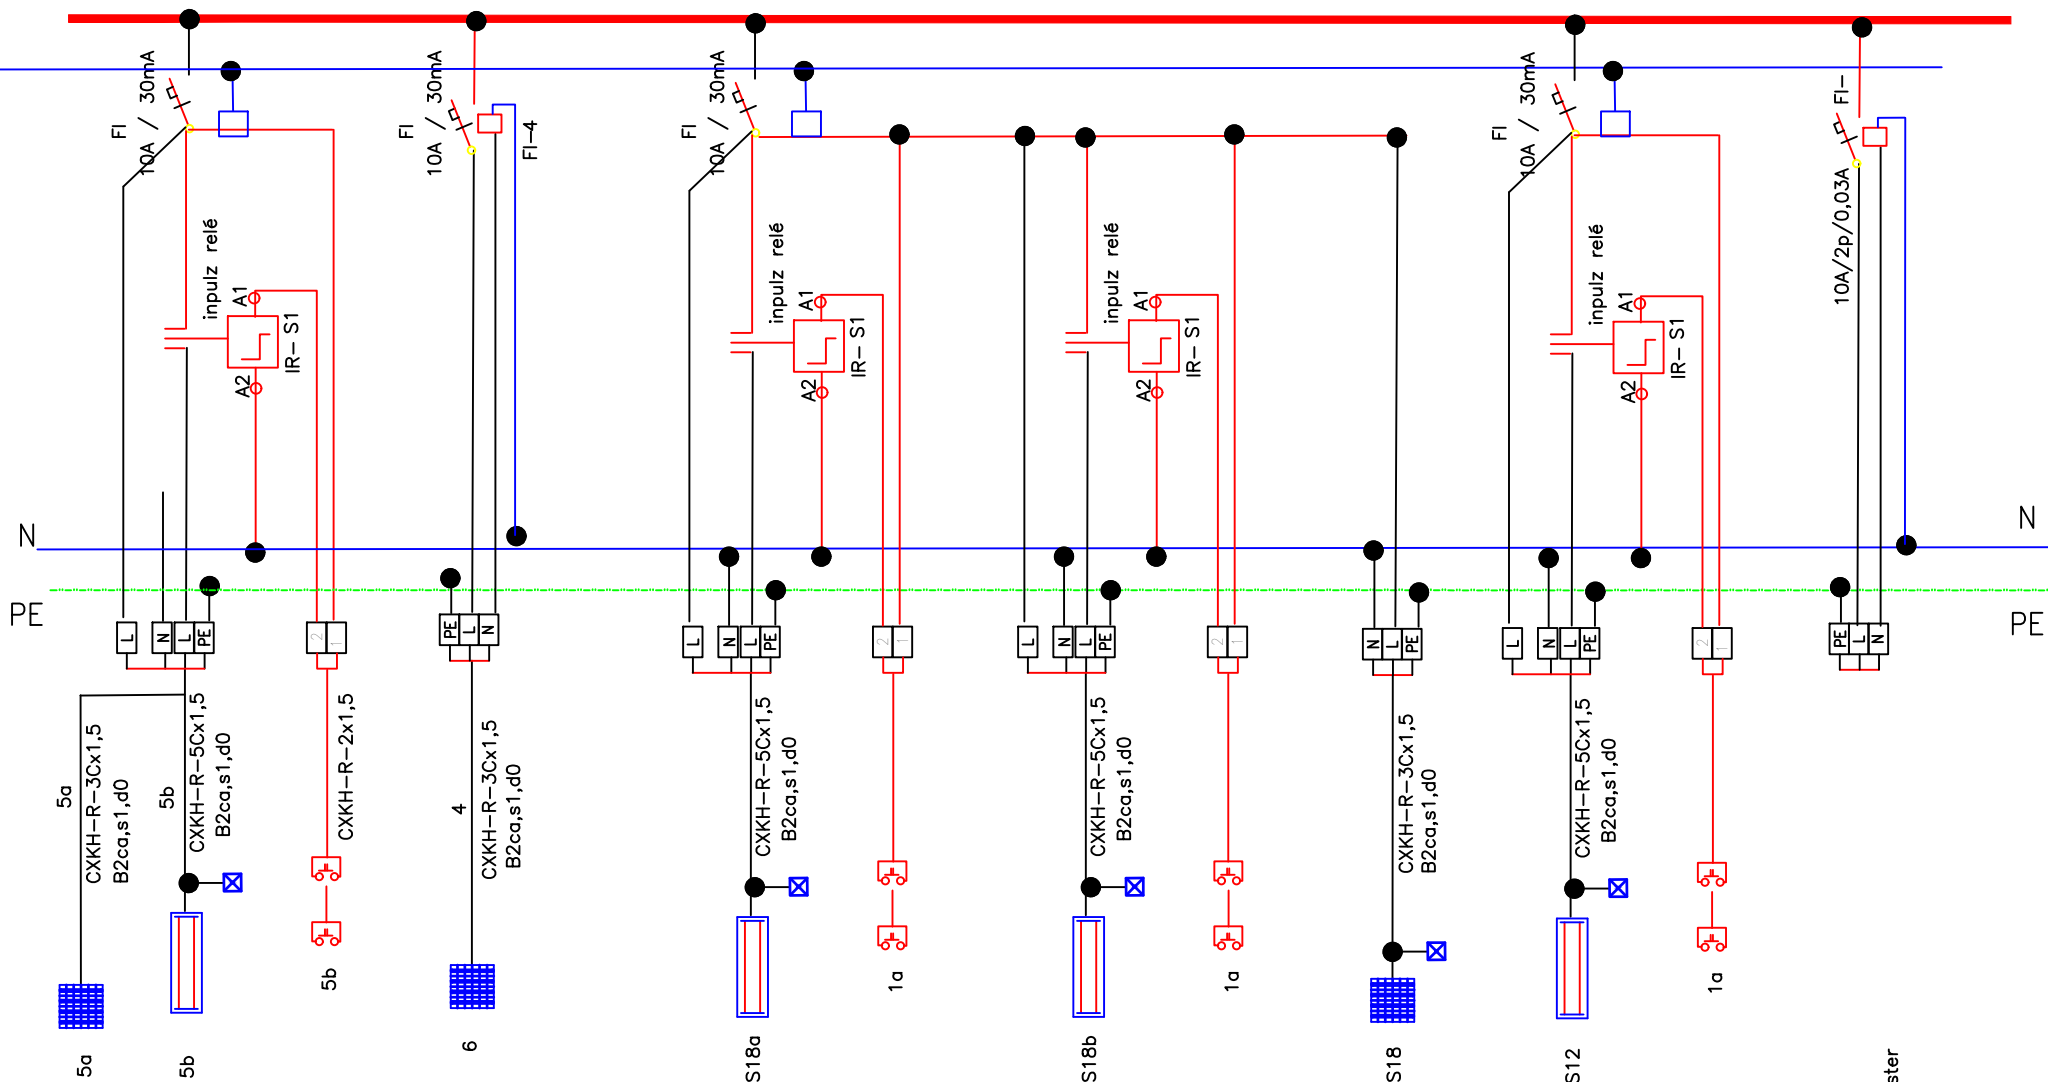 FI / 30mA
10A
inpulz relé
A1
A2
IR- S1
FI / 30mA
10A
FI-4
FI / 30mA
10A
inpulz relé
A1
A2
IR- S1
inpulz relé
A1
A2
IR- S1
FI / 30mA
10A
inpulz relé
A1
A2
IR- S1
FI-
10A/2p/0,03A
N
N
PE
PE
L
N
L
PE
2
1
PE
L
N
L
N
L
PE
2
1
L
N
L
PE
2
1
N
L
PE
L
N
L
PE
2
1
PE
L
N
5a
CXKH-R-3Cx1,5
B2ca,s1,d0
5b
CXKH-R-5Cx1,5
B2ca,s1,d0
CXKH-R-2x1,5
4
CXKH-R-3Cx1,5
B2ca,s1,d0
CXKH-R-5Cx1,5
B2ca,s1,d0
CXKH-R-5Cx1,5
B2ca,s1,d0
CXKH-R-3Cx1,5
B2ca,s1,d0
CXKH-R-5Cx1,5
B2ca,s1,d0
5a
5b
5b
6
S18a
1a
S18b
1a
S18
S12
1a
ster